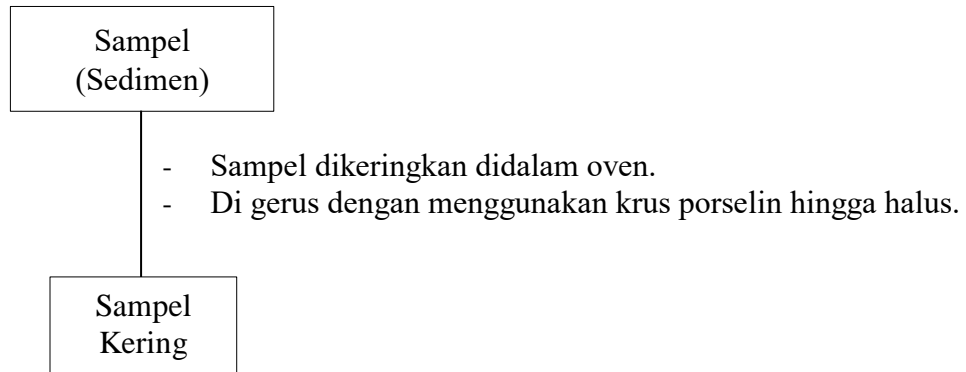 Sampel
(Sedimen)
- Sampel dikeringkan didalam oven.
- Di gerus dengan menggunakan krus porselin hingga halus.
Sampel
Kering